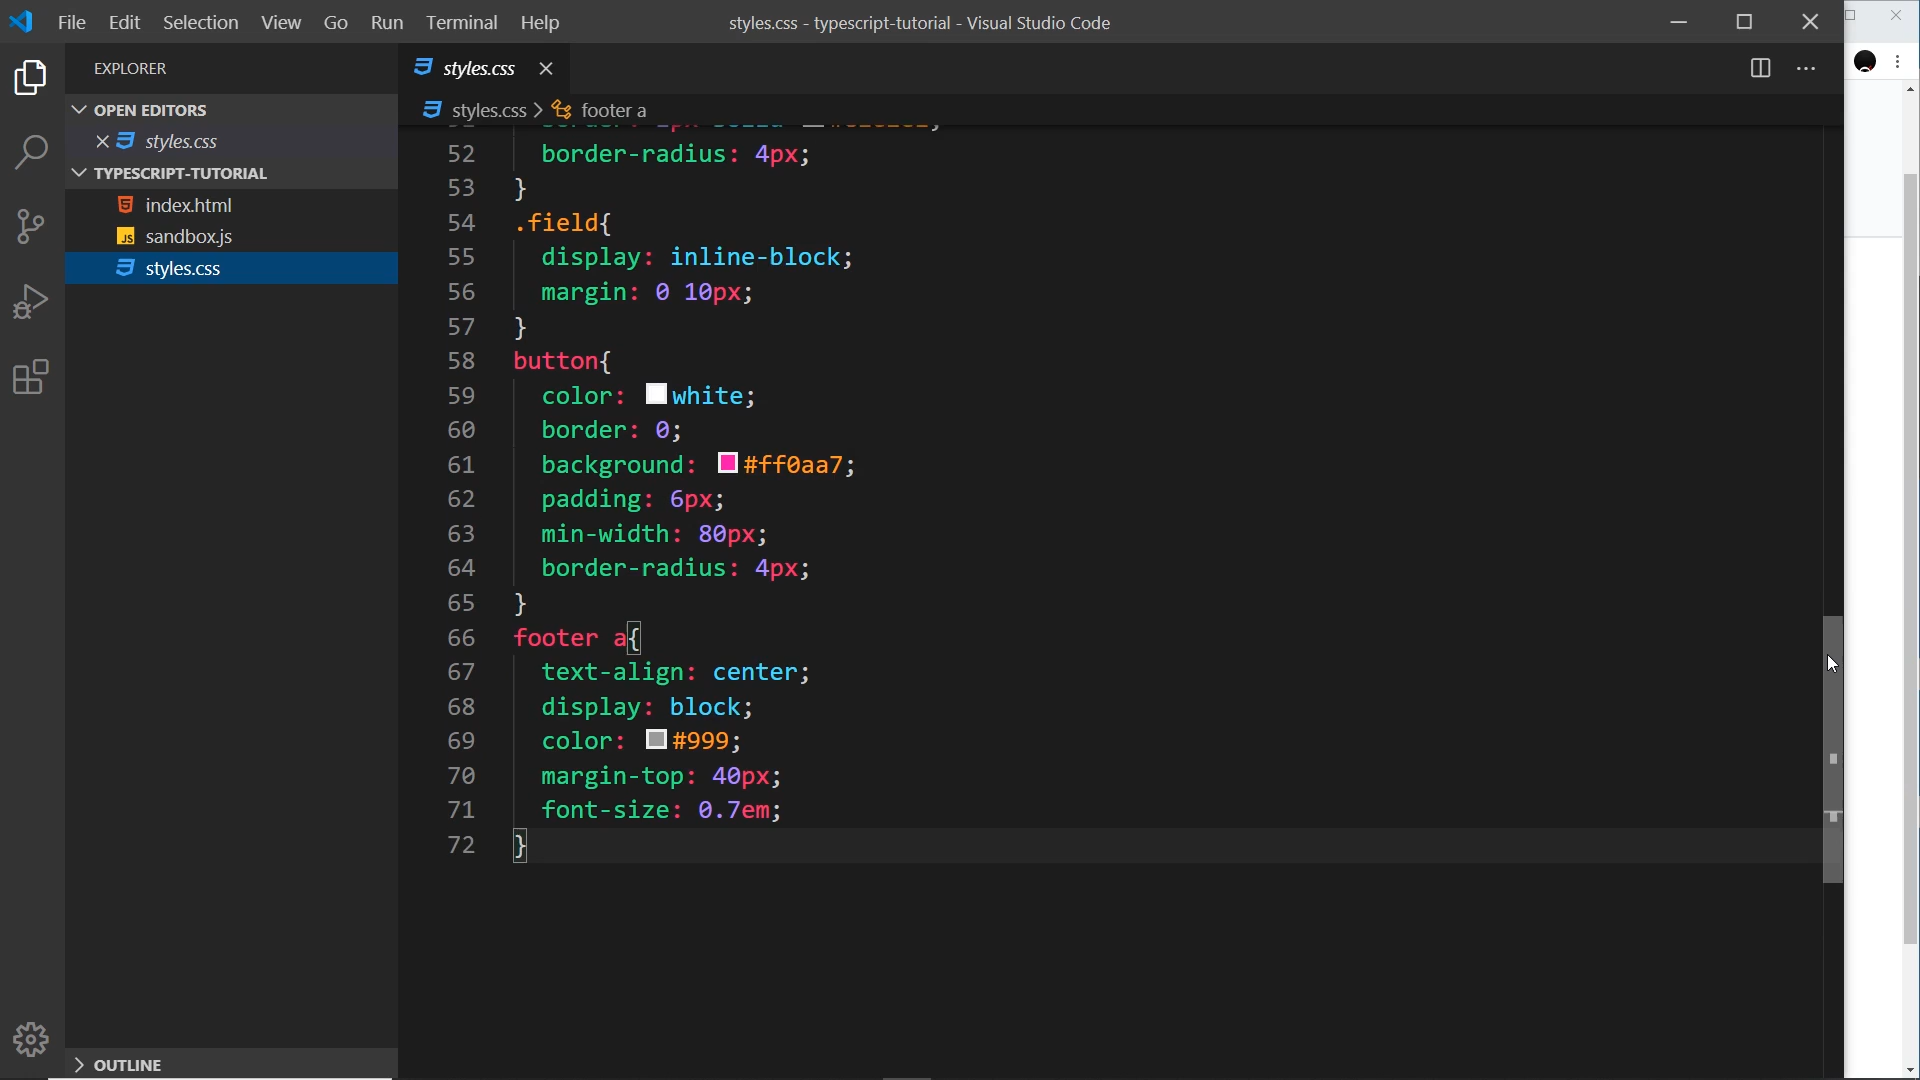 File Edit Selection View Go Run Terminal Help
styles.css - typescript-tutorial - Visual Studio Code
EXPLORER
OPEN EDITORS
styles.css
TYPESCRIPT-TUTORIAL
index.html
JS sandbox.js
styles.css
OUTLINE
styles.css
styles.css > footer a
52 border-radius: 4px;
53 }
54 .field{
55 display: inline-block;
56 margin: 0 10px;
57 }
58 button{
59 color: white;
60 border: 0;
61 background: #ff0aa7;
62 padding: 6px;
63 min-width: 80px;
64 border-radius: 4px;
65 }
66 footer a{
67 text-align: center;
68 display: block;
69 color: #999;
70 margin-top: 40px;
71 font-size: 0.7em;
72 }